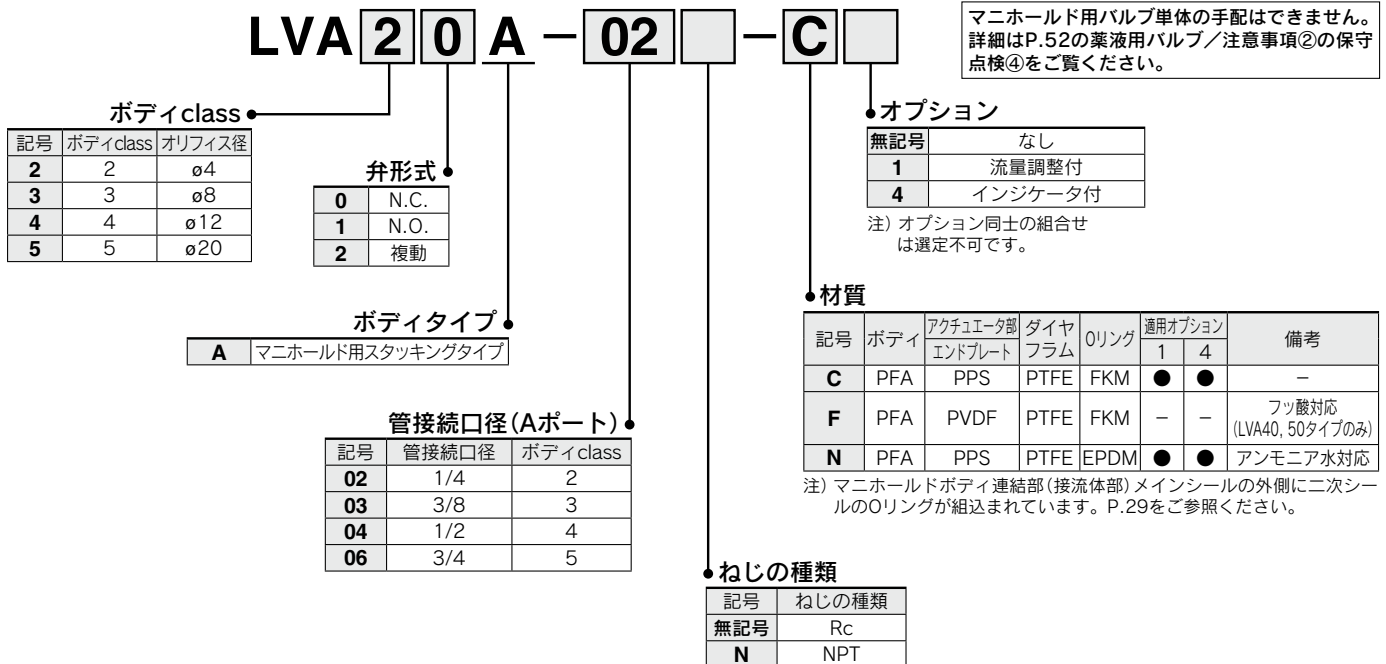 LVA 2 0 A － 02 － C
マニホールド用バルブ単体の手配はできません。
詳細はP.52の薬液用バルブ／注意事項②の保守
点検④をご覧ください。
ボディclass
記号 ボディclass オリフィス径
2 2 ø4
3 3 ø8
4 4 ø12
5 5 ø20
弁形式
0 N.C.
1 N.O.
2 複動
ボディタイプ
A マニホールド用スタッキングタイプ
管接続口径(Aポート)
記号 管接続口径 ボディclass
02 1/4 2
03 3/8 3
04 1/2 4
06 3/4 5
ねじの種類
記号 ねじの種類
無記号 Rc
N NPT
オプション
無記号 なし
1 流量調整付
4 インジケータ付
注) オプション同士の組合せ
は選定不可です。
材質
記号 ボディ アクチュエータ部 エンドプレート ダイヤフラム Oリング 適用オプション 1 4 備考
C PFA PPS PTFE FKM ● ● −
F PFA PVDF PTFE FKM − − フッ酸対応 (LVA40, 50タイプのみ)
N PFA PPS PTFE EPDM ● ● アンモニア水対応
注) マニホールドボディ連結部(接流体部)メインシールの外側に二次シー
ルのOリングが組込まれています。P.29をご参照ください。